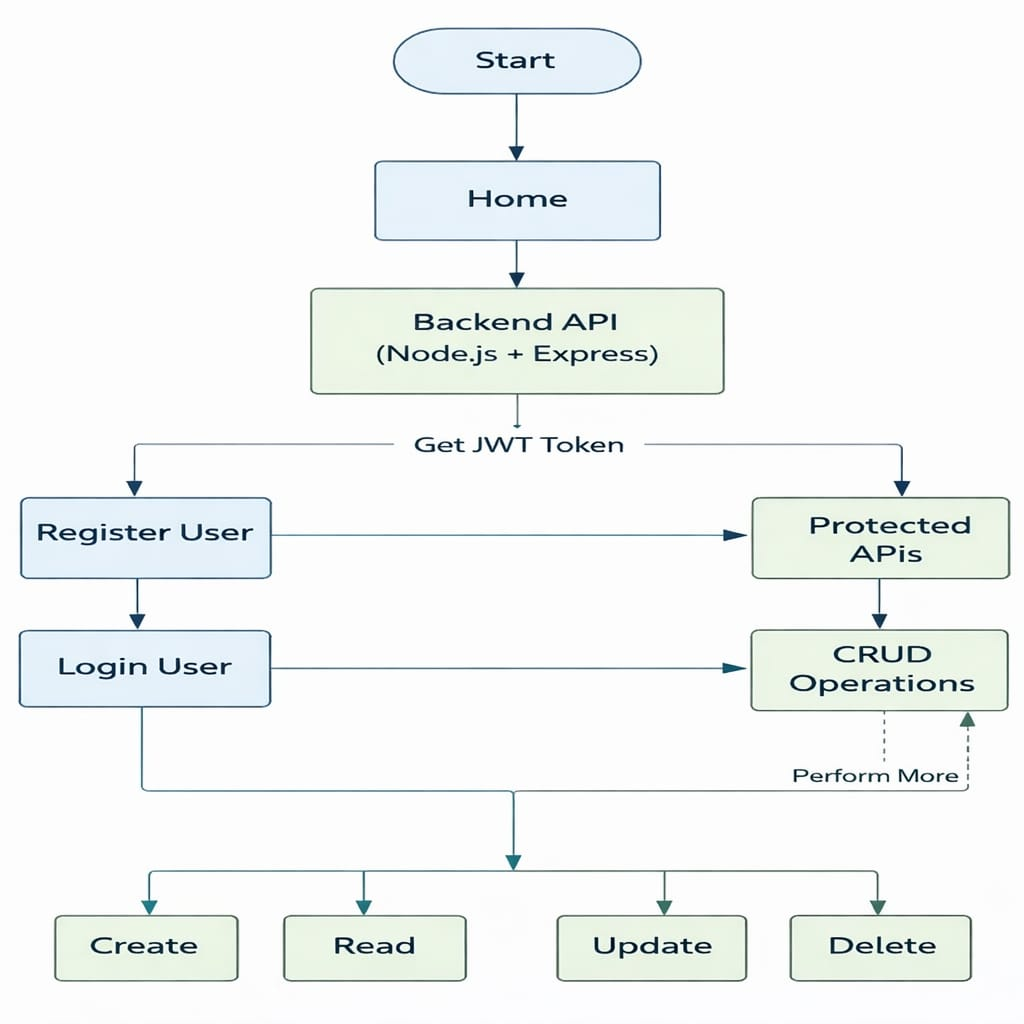 Start
Home
Backend API
(Node.js + Express)
Get JWT Token
Register User
Protected
APis
Login User
CRUD
Operations
Perform More
Create
Read
Update
Delete